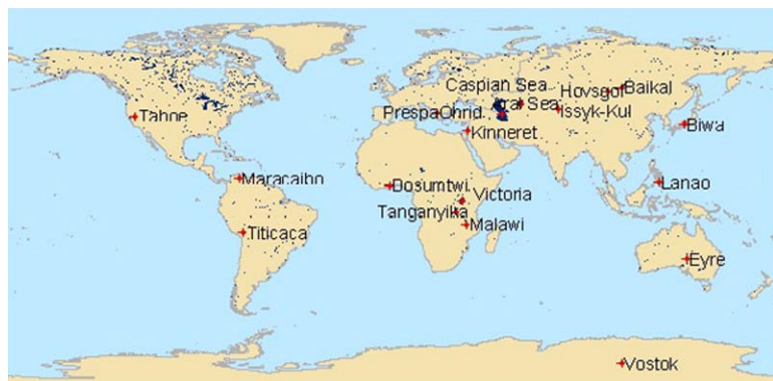 Caspian Sea
Hovsgol Baikal
Aral Sea
Issyk-Kul
Tahoe
Prespa Ohrid
Kinneret
Biwa
Maracaibo
Dosumtwi
Victoria
Lanao
Tanganyika
Malawi
Titicaca
Eyre
Vostok